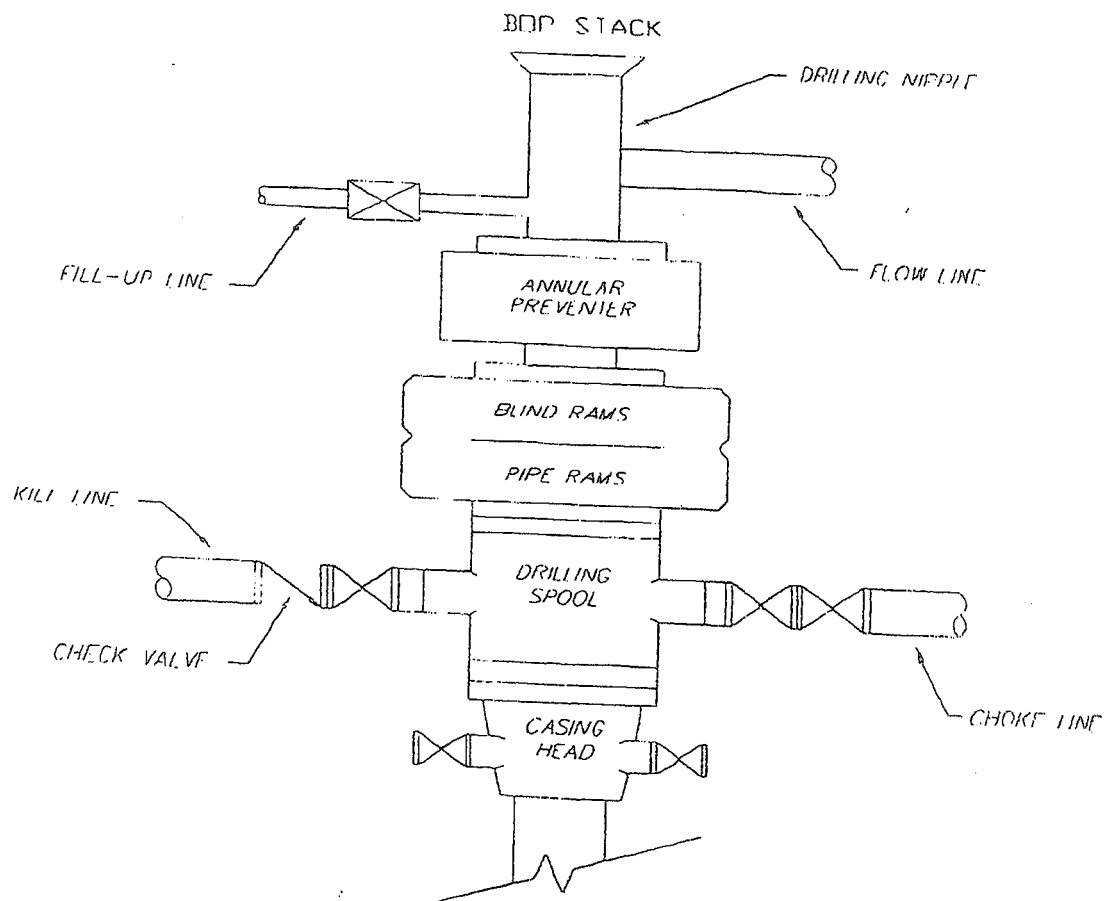 BOP STACK
DRILLING NIPPLE
FILL-UP LINE
FLOW LINE
ANNULAR
PREVENTER
BLIND RAMS
PIPE RAMS
KILL LINE
DRILLING
SPOOL
CHECK VALVE
CHOKE LINE
CASING
HEAD